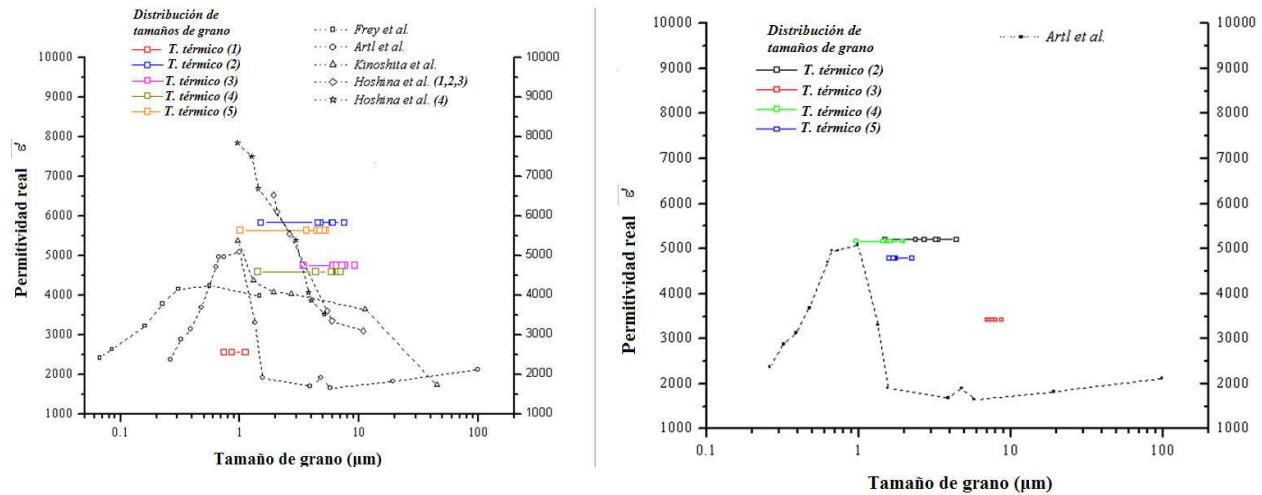 Distribución de
tamaños de grano
T. térmico (1)
T. térmico (2)
T. térmico (3)
T. térmico (4)
T. térmico (5)
Frey et al.
Artl et al.
Kinoshita et al.
Hoshina et al. (1,2,3)
Hoshina et al. (4)
10000
9000
8000
7000
6000
5000
4000
3000
2000
1000
10000
9000
8000
7000
6000
5000
4000
3000
2000
1000
0.1
1
10
100
Permitividad real ε'
Tamaño de grano (μm)
Distribución
de
tamaños de grano
T. térmico (2)
T. térmico (3)
T. térmico (4)
T. térmico (5)
Artl et al.
10000
9000
8000
7000
6000
5000
4000
3000
2000
1000
10000
9000
8000
7000
6000
5000
4000
3000
2000
1000
0.1
1
10
100
Permitividad real ε'
Tamaño de grano (μm)